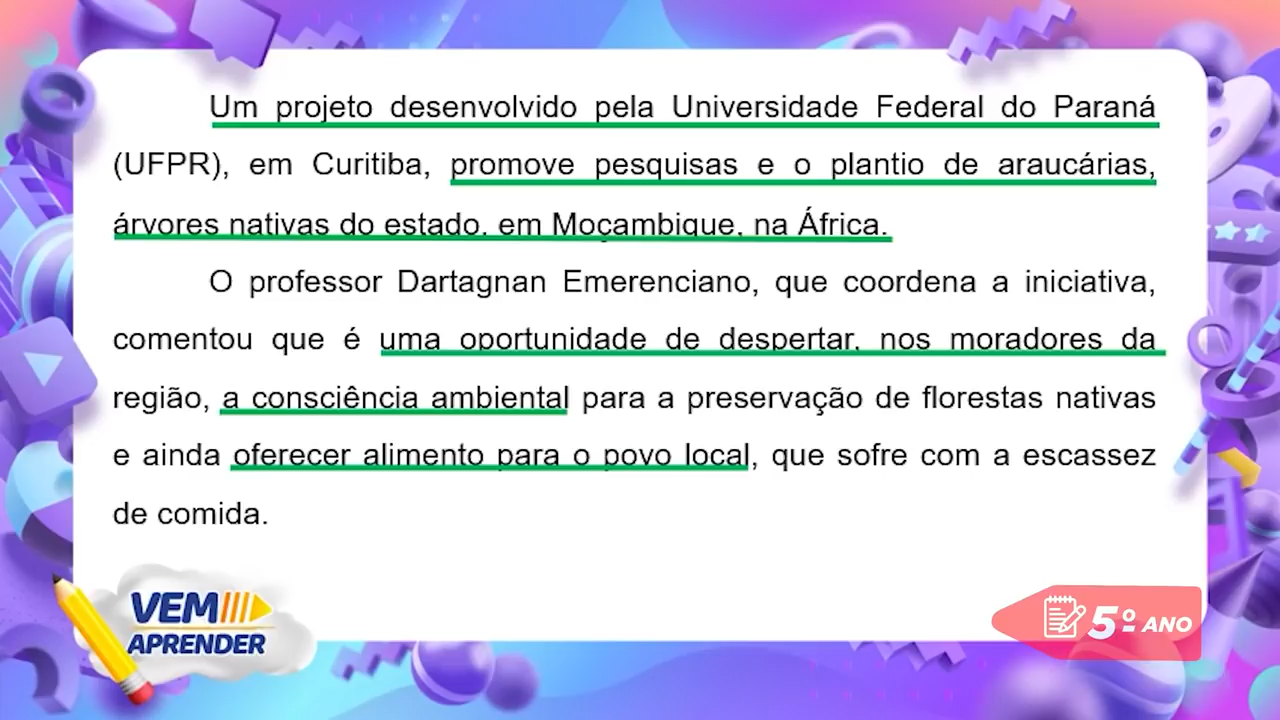 Um projeto desenvolvido pela Universidade Federal do Paraná
(UFPR), em Curitiba, promove pesquisas e o plantio de araucárias,
árvores nativas do estado, em Moçambique, na África.
O professor Dartagnan Emerenciano, que coordena a iniciativa,
comentou que é uma oportunidade de despertar, nos moradores da
região, a consciência ambiental para a preservação de florestas nativas
e ainda oferecer alimento para o povo local, que sofre com a escassez
de comida.
VEM
APRENDER
5º ANO